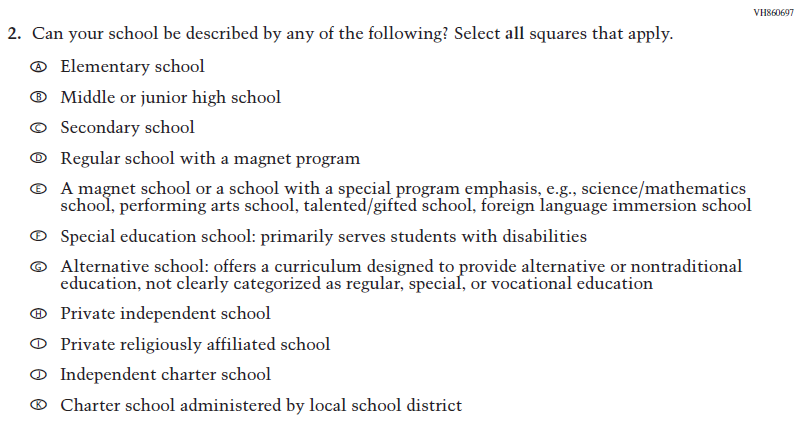 VH860697
2. Can your school be described by any of the following? Select all squares that apply.
A Elementary school
B Middle or junior high school
C Secondary school
D Regular school with a magnet program
E A magnet school or a school with a special program emphasis, e.g., science/mathematics
school, performing arts school, talented/gifted school, foreign language immersion school
F Special education school: primarily serves students with disabilities
G Alternative school: offers a curriculum designed to provide alternative or nontraditional
education, not clearly categorized as regular, special, or vocational education
H Private independent school
I Private religiously affiliated school
J Independent charter school
K Charter school administered by local school district